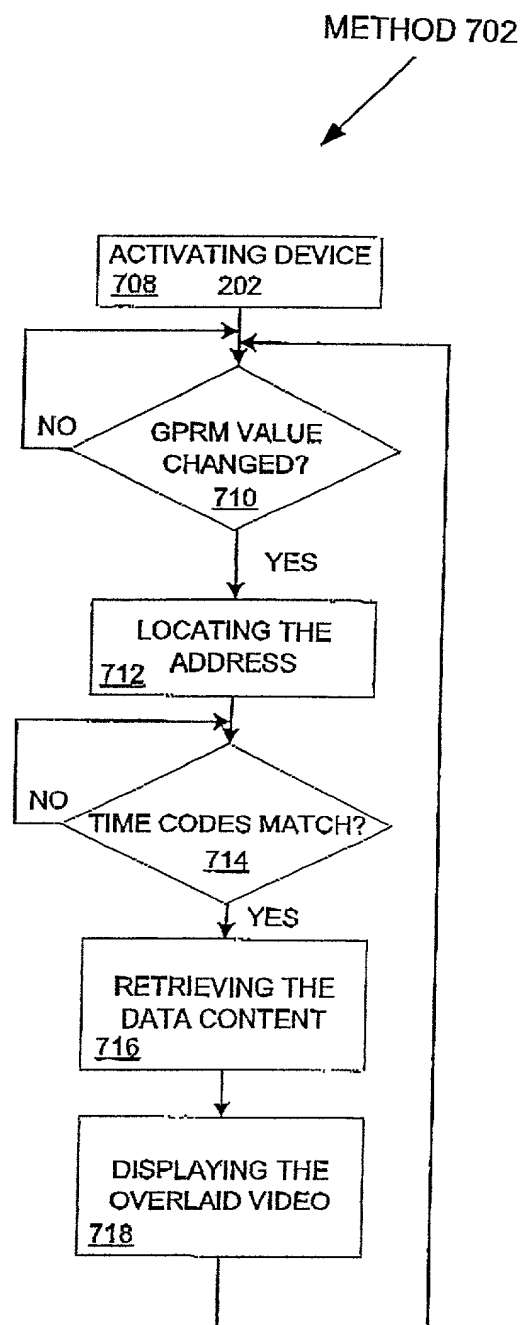 METHOD 702
ACTIVATING DEVICE
708 202
NO
GPRM VALUE
CHANGED?
710
YES
LOCATING THE
ADDRESS
712
NO
TIME CODES MATCH?
714
YES
RETRIEVING THE
DATA CONTENT
716
DISPLAYING THE
OVERLAID VIDEO
718